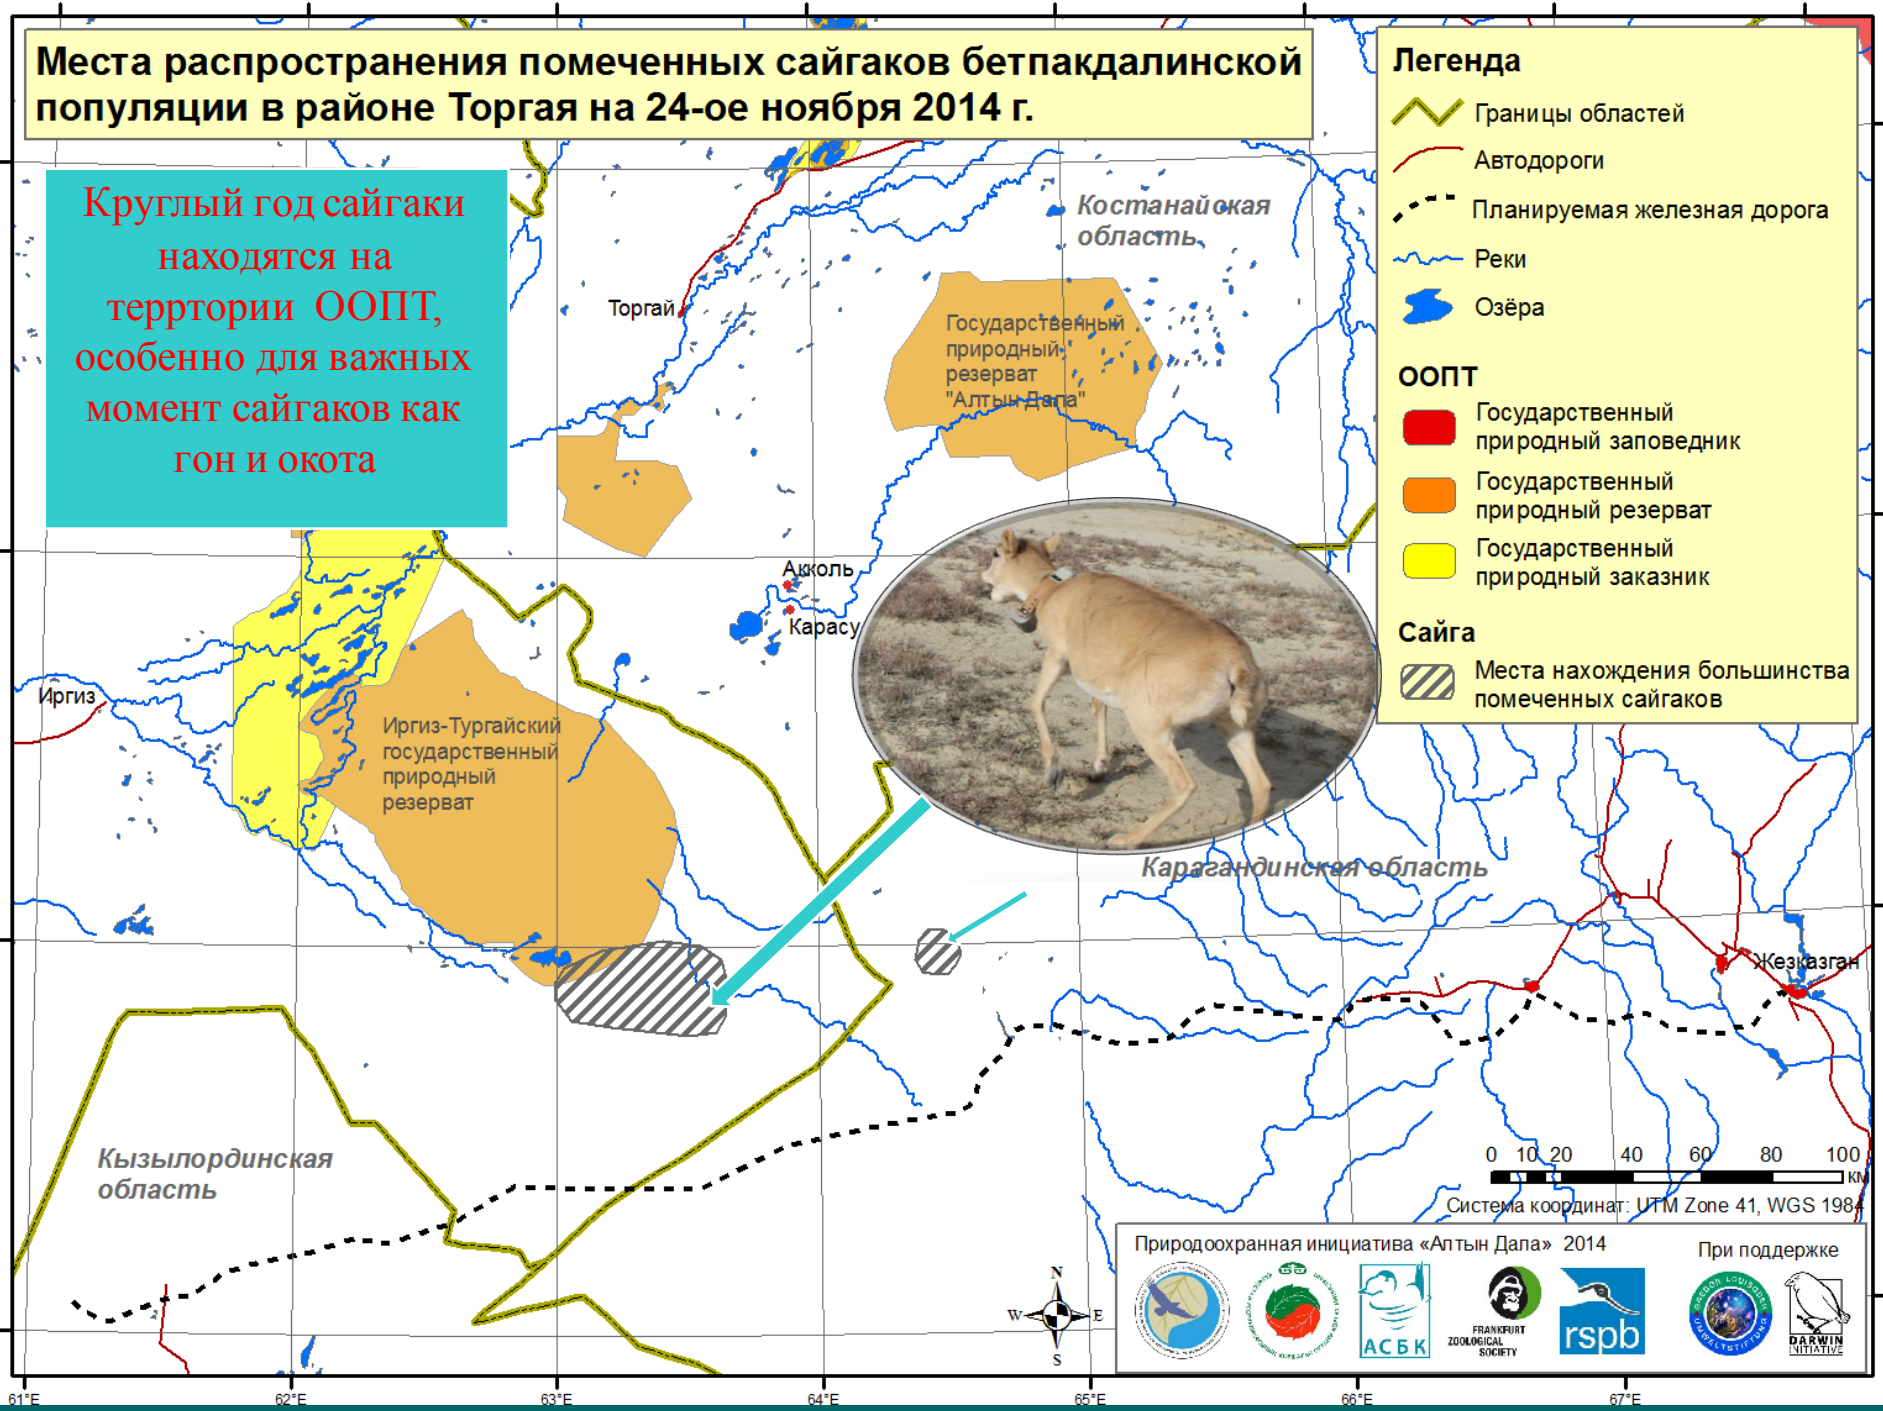 Места распространения помеченных сайгаков бетпакдалинской
популяции в районе Торгая на 24-ое ноября 2014 г.
Круглый год сайгаки
находятся на
терртории ООПТ,
особенно для важных
момент сайгаков как
гон и окота
Легенда
Границы областей
Автодороги
Планируемая железная дорога
Реки
Озёра
ООПТ
Государственный
природный заповедник
Государственный
природный резерват
Государственный
природный заказник
Сайга
Места нахождения большинства
помеченных сайгаков
Костанайская
область
Торгай
Государственный
природный
резерват
"Алтын Дала"
Акколь
Карасу
Иргиз
Иргиз-Тургайский
государственный
природный
резерват
Карагандинская область
Жезказган
Кызылординская
область
0 10 20 40 60 80 100
КМ
Система координат: UTM Zone 41, WGS 1984
N
W E
S
Природоохранная инициатива «Алтын Дала» 2014
При поддержке
АСБК
FRANKFURT
ZOOLOGICAL
SOCIETY
rspb
DARWIN
INITIATIVE
61°E 62°E 63°E 64°E 65°E 66°E 67°E